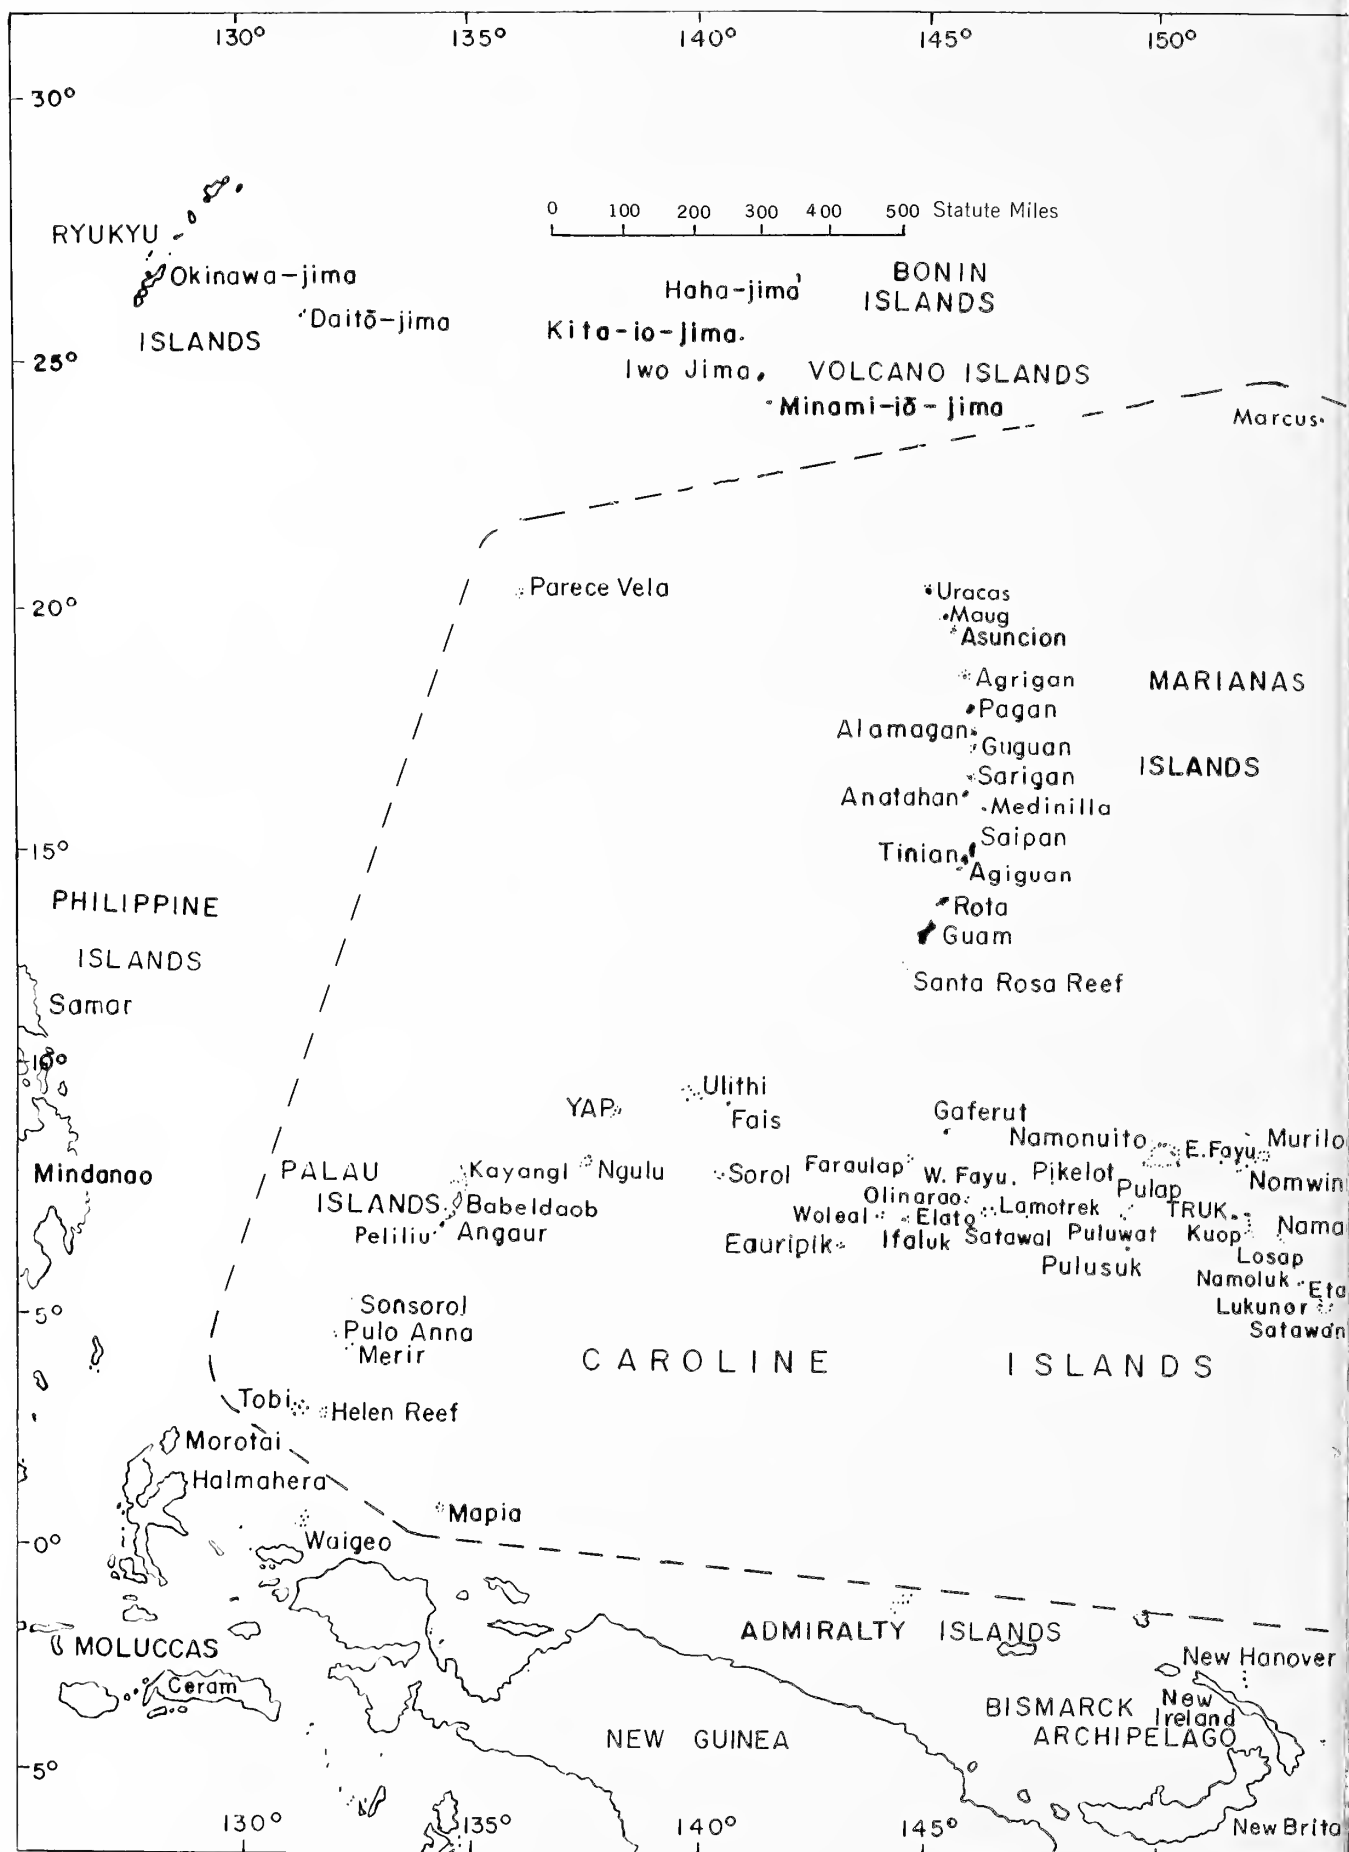 130° 135° 140° 145° 150°
30°
0 100 200 300 400 500 Statute Miles
RYUKYU
Okinawa-jima
BONIN
Haha-jima
ISLANDS
Daitō-jima
Kita-io-jima
ISLANDS
25°
Iwo Jima
VOLCANO ISLANDS
Minami-iō-jima
Marcus
Parece Vela
Uracas
20°
Maug
Asuncion
Agrigan
MARIANAS
Pagan
Alamagan
Guguan
ISLANDS
Sarigan
Anatahan
Medinilla
Saipan
15°
Tinian
Agiguan
PHILIPPINE
Rota
Guam
ISLANDS
Santa Rosa Reef
Samar
10°
Ulithi
YAP
Fais
Gaferut
Namonuito
Murilo
E. Fayu
Mindanao
PALAU
Kayangl
Ngulu
Sorol
Faraulap
W. Fayu.
Pikelot
Nomwin
Pulap
Olinarao
ISLANDS
Babeldaob
Lamotrek
TRUK
Woleal
Elato
Nama
Peliliu
Angaur
Eauripik
Ifaluk
Satawal
Puluwat
Kuop
Losap
Pulusuk
Namoluk
Eta
5°
Sonsorol
Lukunor
Pulo Anna
Satawan
Merir
CAROLINE ISLANDS
Tobi
Helen Reef
Morotai
Halmahera
Mapia
0°
Waigeo
ADMIRALTY ISLANDS
MOLUCCAS
New Hanover
Ceram
BISMARCK
New
Ireland
ARCHIPELAGO
NEW GUINEA
5°
130° 135° 140° 145°
New Brita